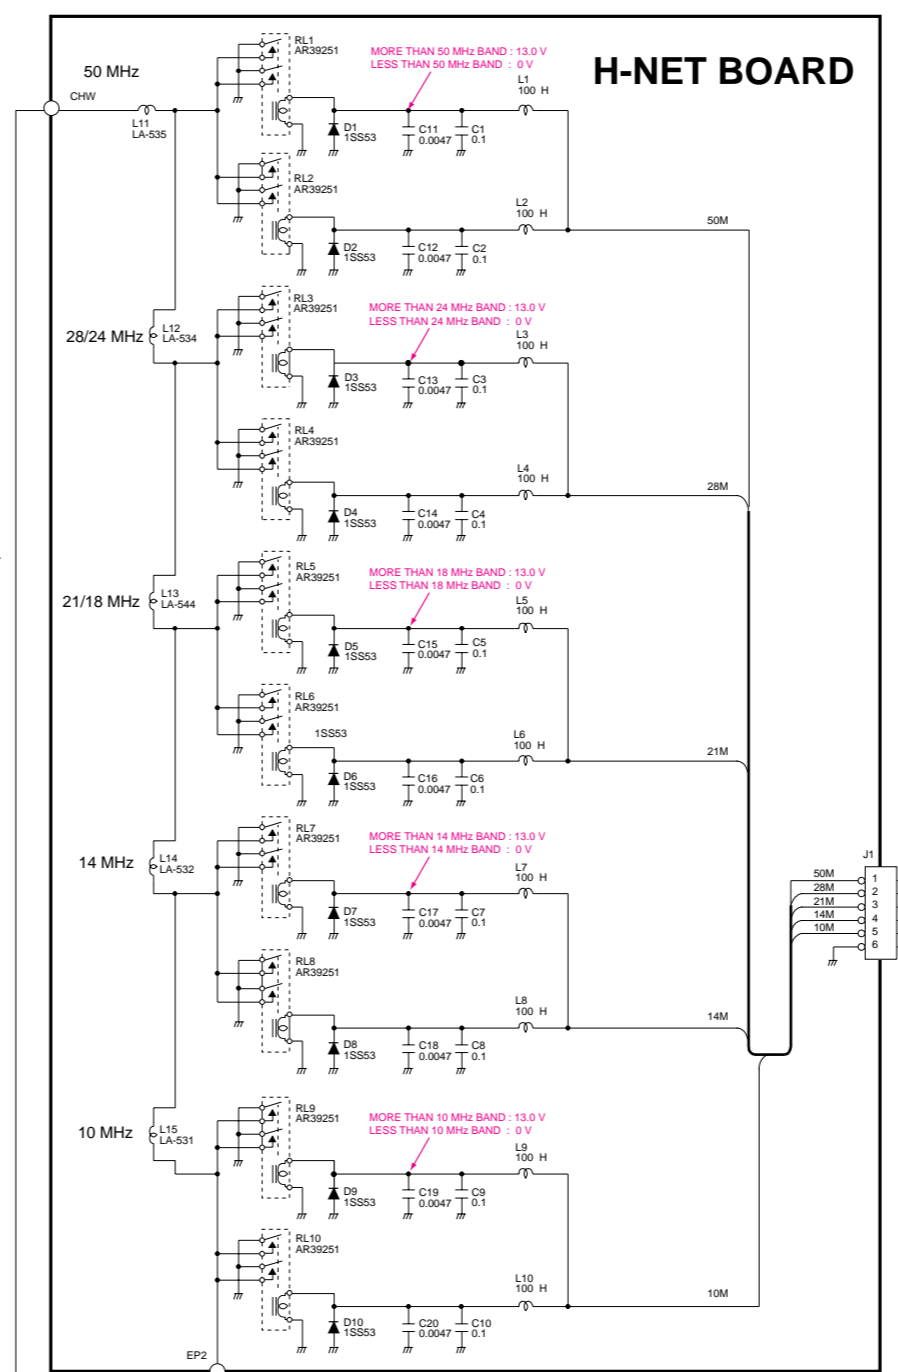 H-NET BOARD
50 MHz
CHW
L11
LA-535
RL1
AR39251
MORE THAN 50 MHz BAND : 13.0 V
LESS THAN 50 MHz BAND : 0 V
L1
100 H
D1
1SS53
C11
0.0047
C1
0.1
RL2
AR39251
L2
100 H
50M
D2
1SS53
C12
0.0047
C2
0.1
28/24 MHz
L12
LA-534
RL3
AR39251
MORE THAN 24 MHz BAND : 13.0 V
LESS THAN 24 MHz BAND : 0 V
L3
100 H
D3
1SS53
C13
0.0047
C3
0.1
RL4
AR39251
L4
100 H
28M
D4
1SS53
C14
0.0047
C4
0.1
21/18 MHz
L13
LA-544
RL5
AR39251
MORE THAN 18 MHz BAND : 13.0 V
LESS THAN 18 MHz BAND : 0 V
L5
100 H
D5
1SS53
C15
0.0047
C5
0.1
RL6
AR39251
1SS53
L6
100 H
21M
D6
1SS53
C16
0.0047
C6
0.1
14 MHz
L14
LA-532
RL7
AR39251
MORE THAN 14 MHz BAND : 13.0 V
LESS THAN 14 MHz BAND : 0 V
L7
100 H
D7
1SS53
C17
0.0047
C7
0.1
J1
50M
1
28M
2
21M
3
14M
4
10M
5
6
RL8
AR39251
L8
100 H
14M
D8
1SS53
C18
0.0047
C8
0.1
10 MHz
L15
LA-531
RL9
AR39251
MORE THAN 10 MHz BAND : 13.0 V
LESS THAN 10 MHz BAND : 0 V
L9
100 H
D9
1SS53
C19
0.0047
C9
0.1
RL10
AR39251
L10
100 H
10M
D10
1SS53
C20
0.0047
C10
0.1
EP2